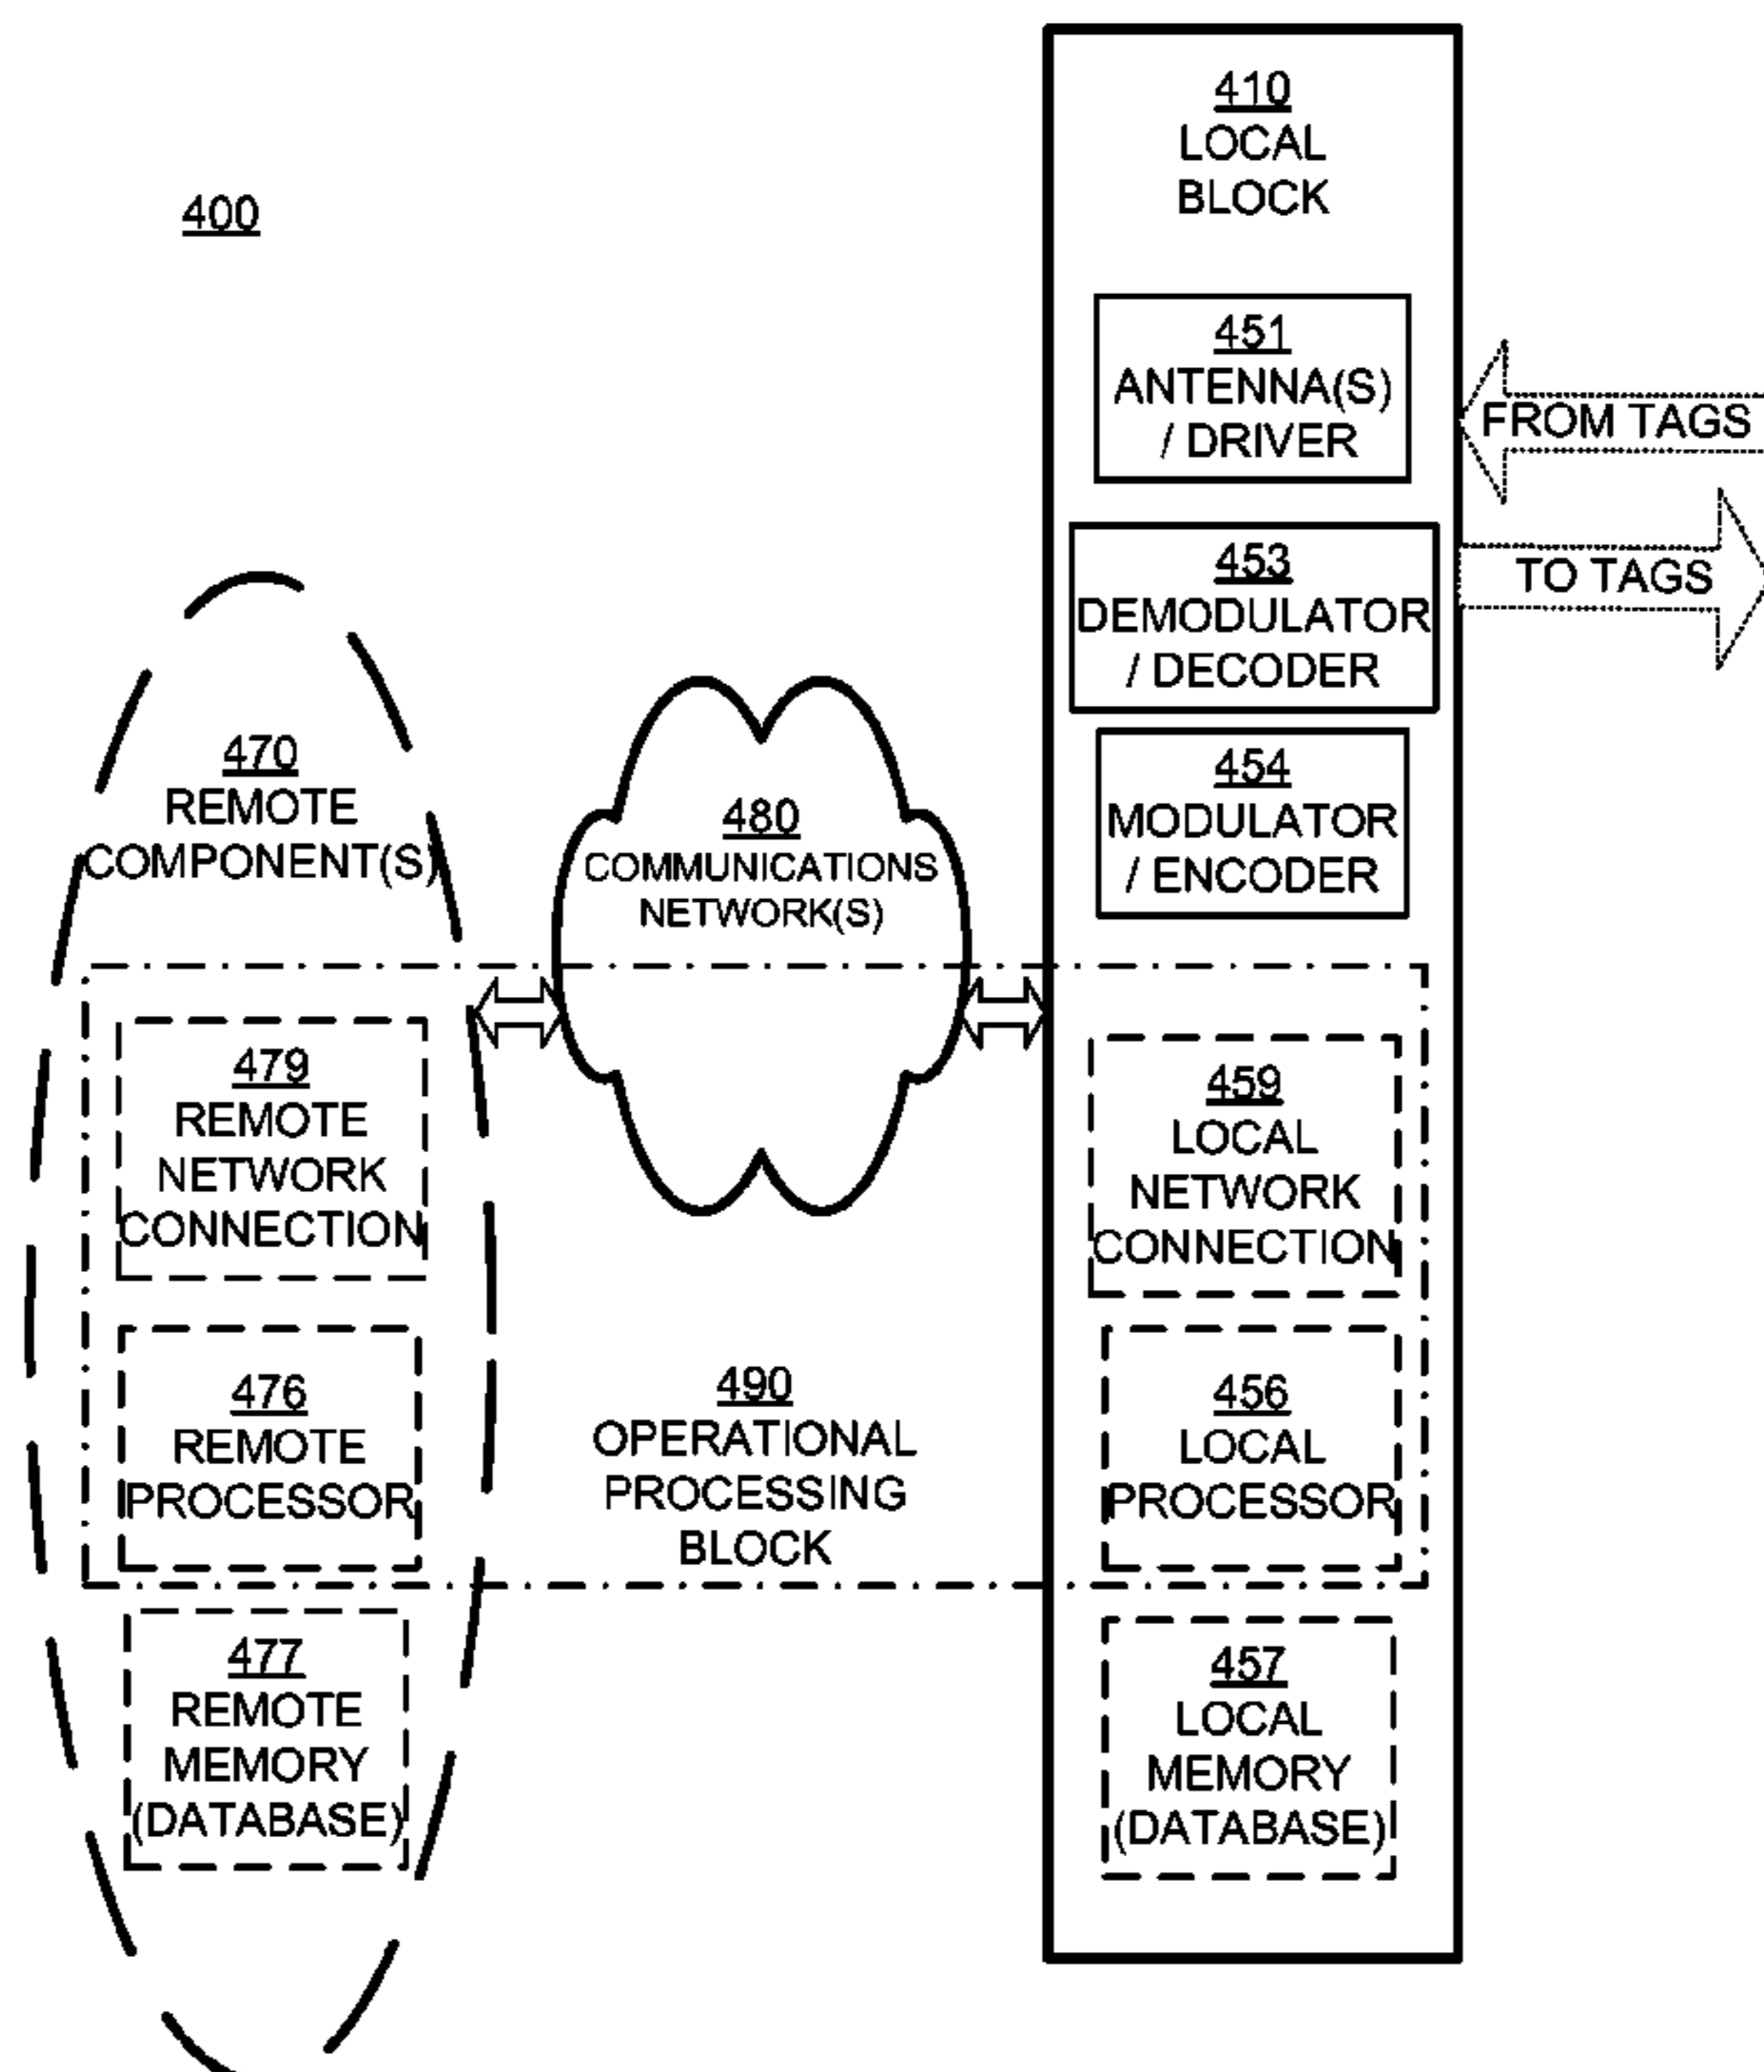 400
410
LOCAL
BLOCK
451
ANTENNA(S)
/ DRIVER
FROM TAGS
453
DEMODULATOR
/ DECODER
TO TAGS
454
MODULATOR
/ ENCODER
470
REMOTE
COMPONENT(S)
480
COMMUNICATIONS
NETWORK(S)
479
REMOTE
NETWORK
CONNECTION
459
LOCAL
NETWORK
CONNECTION
476
REMOTE
PROCESSOR
490
OPERATIONAL
PROCESSING
BLOCK
456
LOCAL
PROCESSOR
477
REMOTE
MEMORY
(DATABASE)
457
LOCAL
MEMORY
(DATABASE)